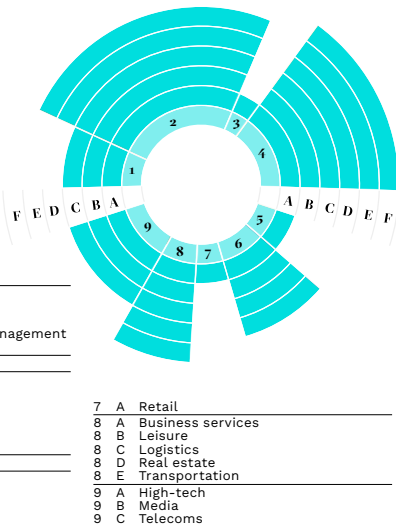 2
3
4
1
F E D C B A
A B C D E F
9
8
7
6
5
nagement
7 A Retail
8 A Business services
8 B Leisure
8 C Logistics
8 D Real estate
8 E Transportation
9 A High-tech
9 B Media
9 C Telecoms